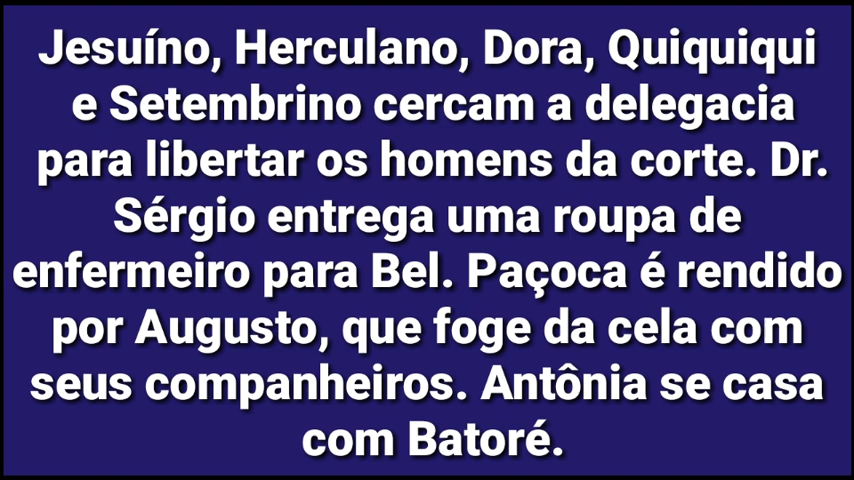 Jesuíno, Herculano, Dora, Quiquiqui
e Setembrino cercam a delegacia
para libertar os homens da corte. Dr.
Sérgio entrega uma roupa de
enfermeiro para Bel. Paçoca é rendido
por Augusto, que foge da cela com
seus companheiros. Antônia se casa
com Batoré.